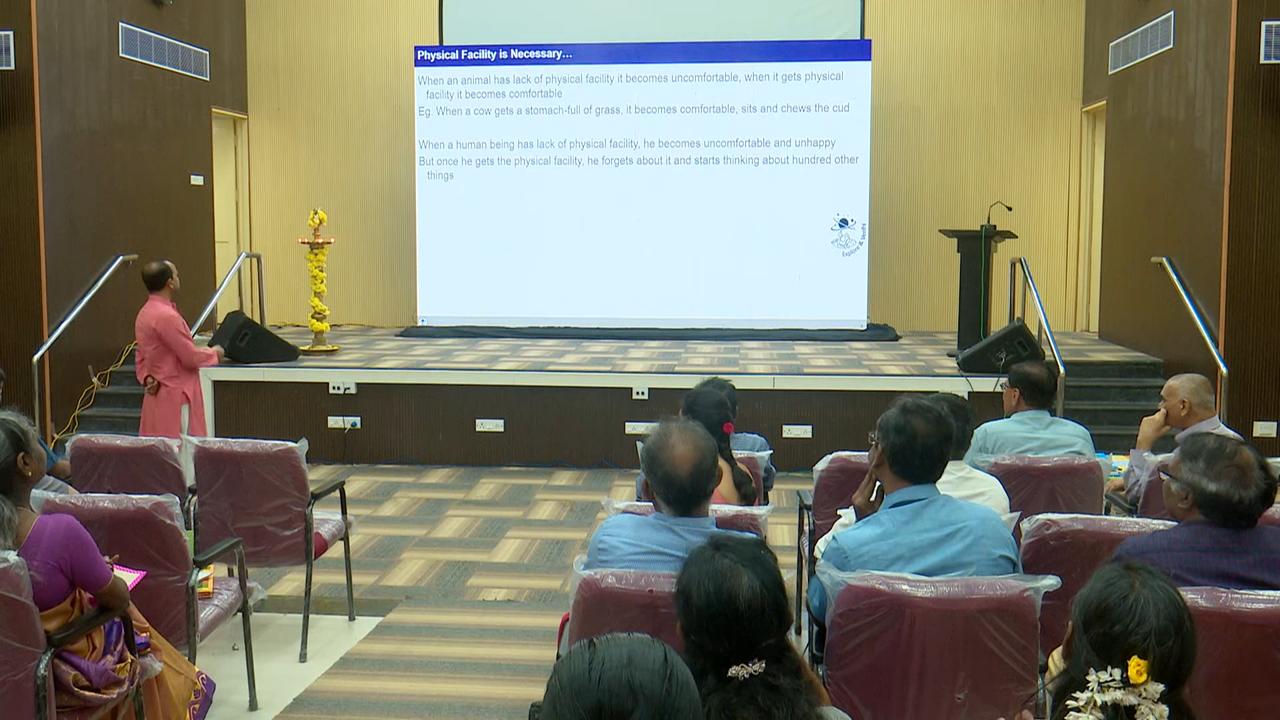 Physical Facility is Necessary…
When an animal has lack of physical facility it becomes uncomfortable, when it gets physical
facility it becomes comfortable
Eg. When a cow gets a stomach-full of grass, it becomes comfortable, sits and chews the cud
When a human being has lack of physical facility, he becomes uncomfortable and unhappy
But once he gets the physical facility, he forgets about it and starts thinking about hundred other
things
Explore & Verify